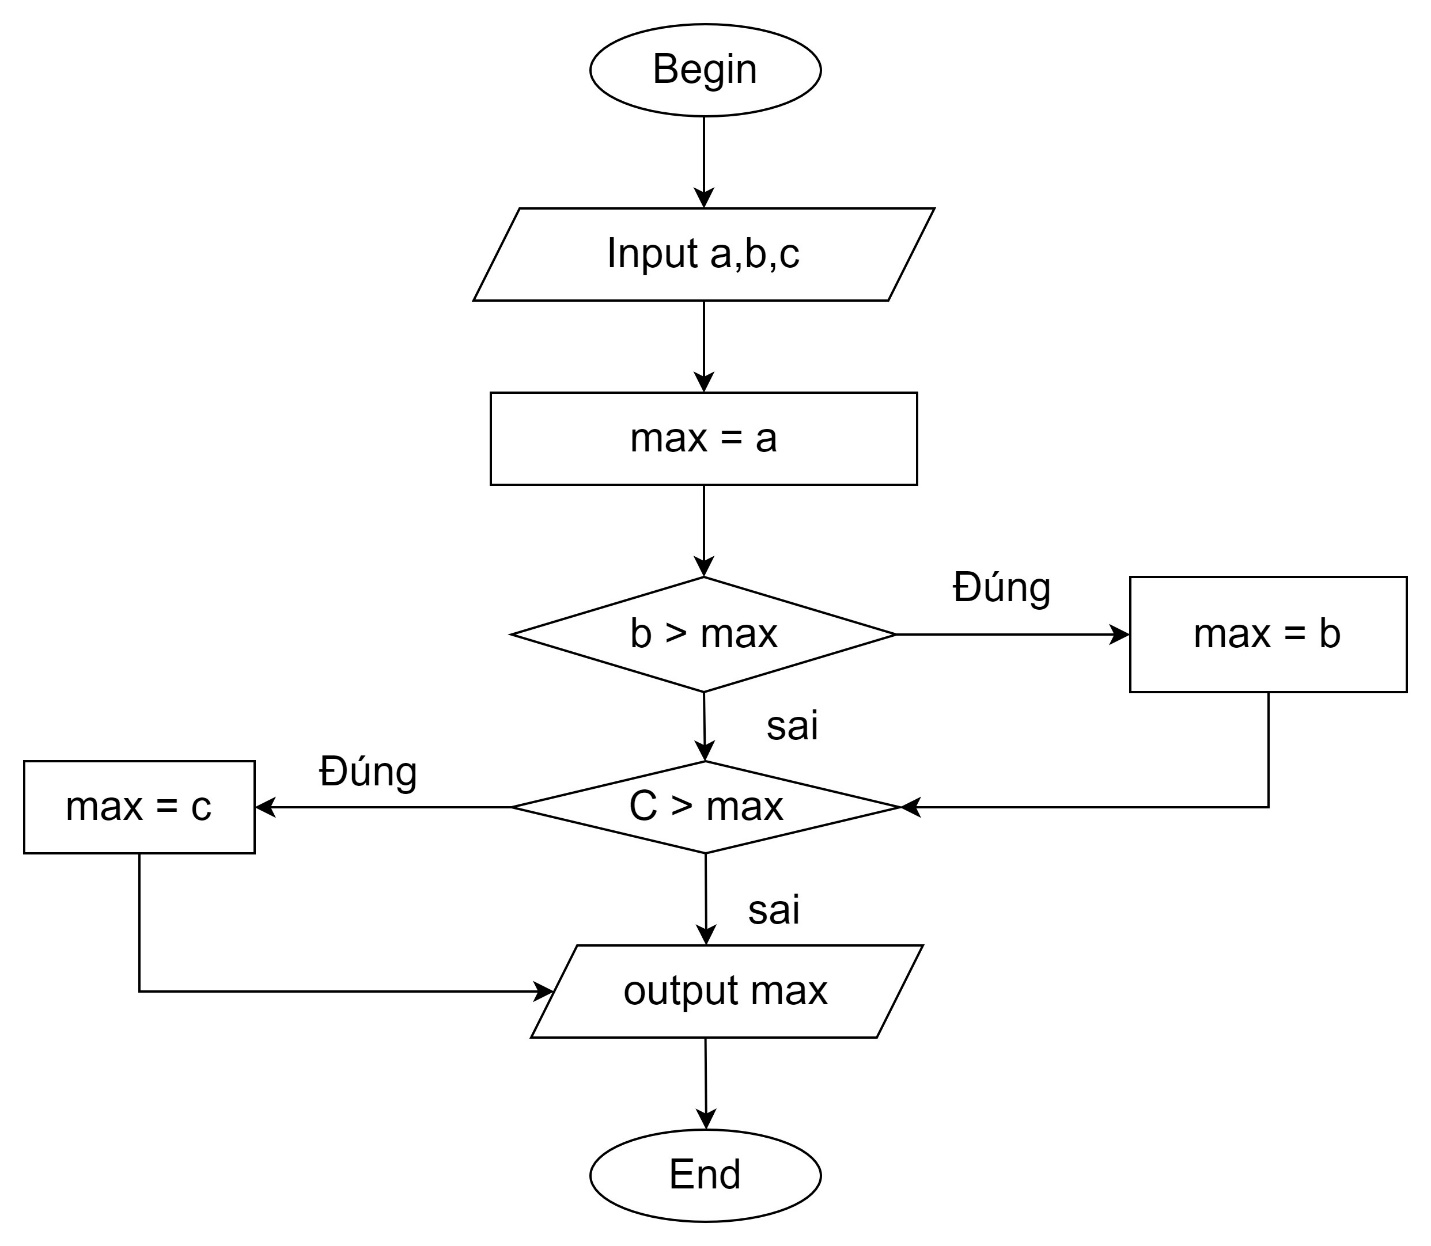 Begin
Input a,b,c
max = a
b > max
Đúng
max = b
sai
C > max
Đúng
max = c
sai
output max
End